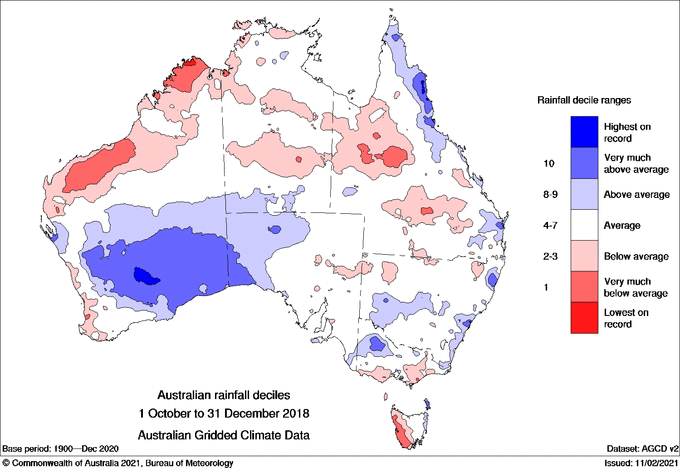 Rainfall decile ranges
Highest on
record
10
Very much
above average
8-9
Above average
4-7
Average
2-3
Below average
1
Very much
below average
Lowest on
record
Australian rainfall deciles
1 October to 31 December 2018
Australian Gridded Climate Data
Base period: 1900—Dec 2020
Dataset: AGCD v2
© Commonwealth of Australia 2021, Bureau of Meteorology
Issued: 11/02/2021